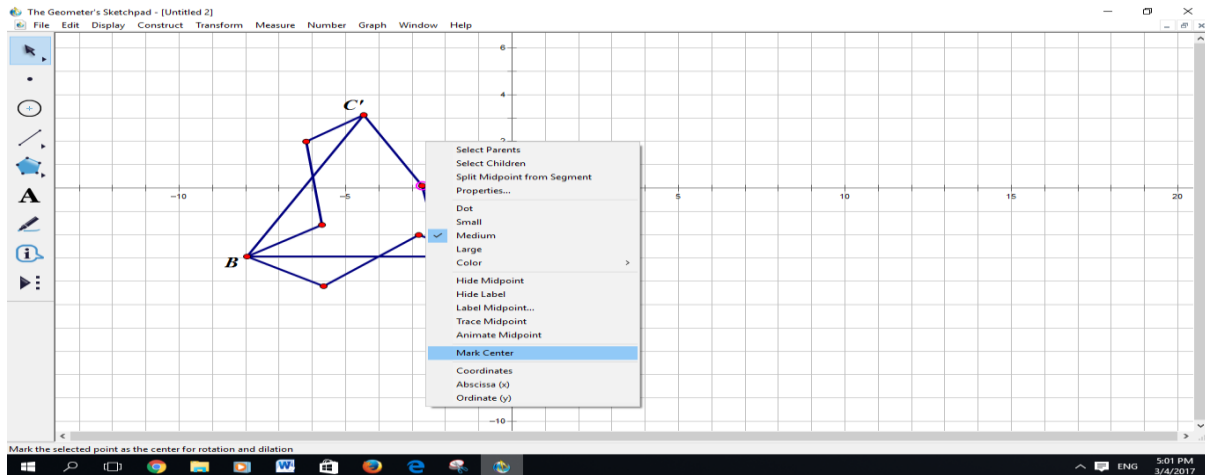 The Geometer's Sketchpad - [Untitled 2]
File Edit Display Construct Transform Measure Number Graph Window Help
6
4
2
-10 -5 5 10 15 20
-10
C'
B
A
i
Select Parents
Select Children
Split Midpoint from Segment
Properties...
Dot
Small
Medium
Large
Color
Hide Midpoint
Hide Label
Label Midpoint...
Trace Midpoint
Animate Midpoint
Mark Center
Coordinates
Abscissa (x)
Ordinate (y)
Mark the selected point as the center for rotation and dilation
ENG
5:01 PM
3/4/2017